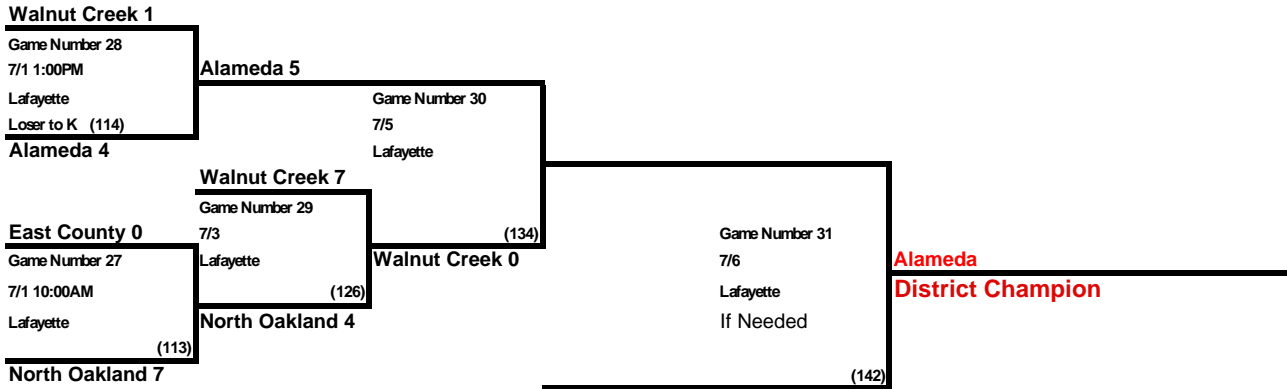 Walnut Creek 1
Game Number 28
7/1 1:00PM
Lafayette
Loser to K (114)
Alameda 4
Alameda 5
Game Number 30
7/5
Lafayette
(134)
Walnut Creek 7
Game Number 29
7/3
Lafayette
(126)
Walnut Creek 0
East County 0
Game Number 27
7/1 10:00AM
Lafayette
(113)
North Oakland 7
North Oakland 4
Game Number 31
7/6
Lafayette
If Needed
(142)
Alameda
District Champion